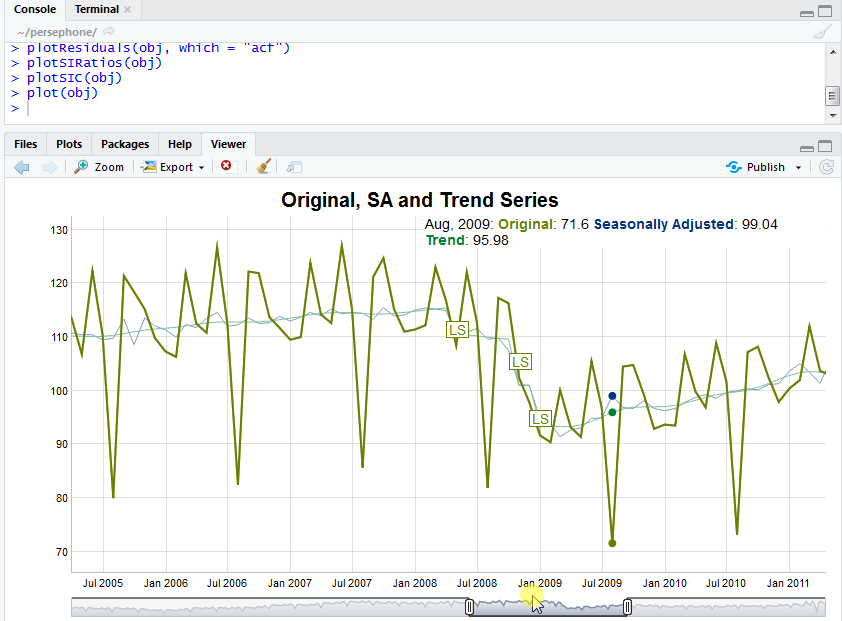 Console Terminal
~/persephone/
> plotResiduals(obj, which = "acf")
> plotSIRatios(obj)
> plotSIC(obj)
> plot(obj)
>
Files Plots Packages Help Viewer
Zoom Export Publish
Original, SA and Trend Series
Aug, 2009: Original: 71.6 Seasonally Adjusted: 99.04
Trend: 95.98
130
120
110
100
90
80
70
LS
LS
LS
Jul 2005 Jan 2006 Jul 2006 Jan 2007 Jul 2007 Jan 2008 Jul 2008 Jan 2009 Jul 2009 Jan 2010 Jul 2010 Jan 2011